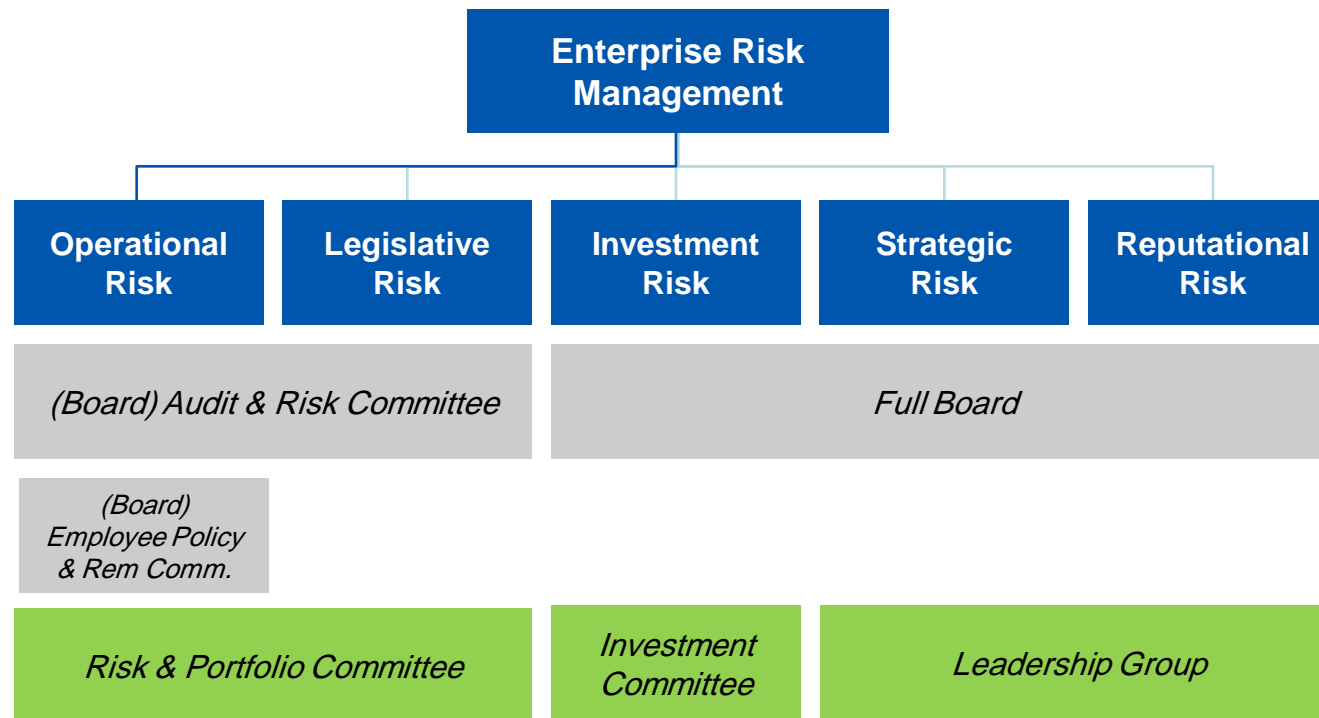 Enterprise Risk
Management
Operational
Risk
Legislative
Risk
Investment
Risk
Strategic
Risk
Reputational
Risk
(Board) Audit & Risk Committee
Full Board
(Board)
Employee Policy
& Rem Comm.
Risk & Portfolio Committee
Investment
Committee
Leadership Group